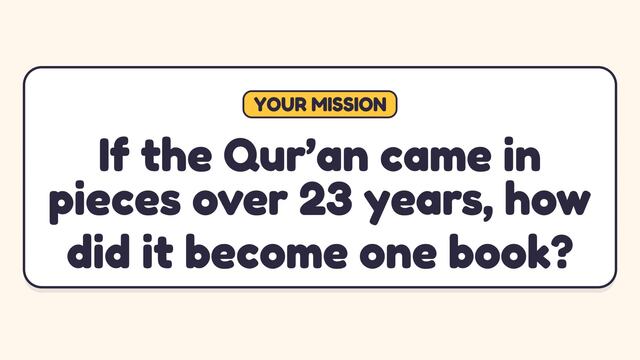 YOUR MISSION
If the Qur’an came in
pieces over 23 years, how
did it become one book?